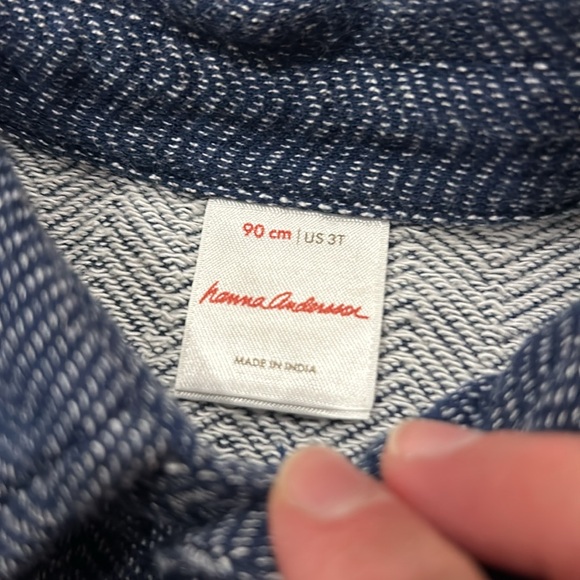 90 cm | US 3T
hanna Andersson
MADE IN INDIA